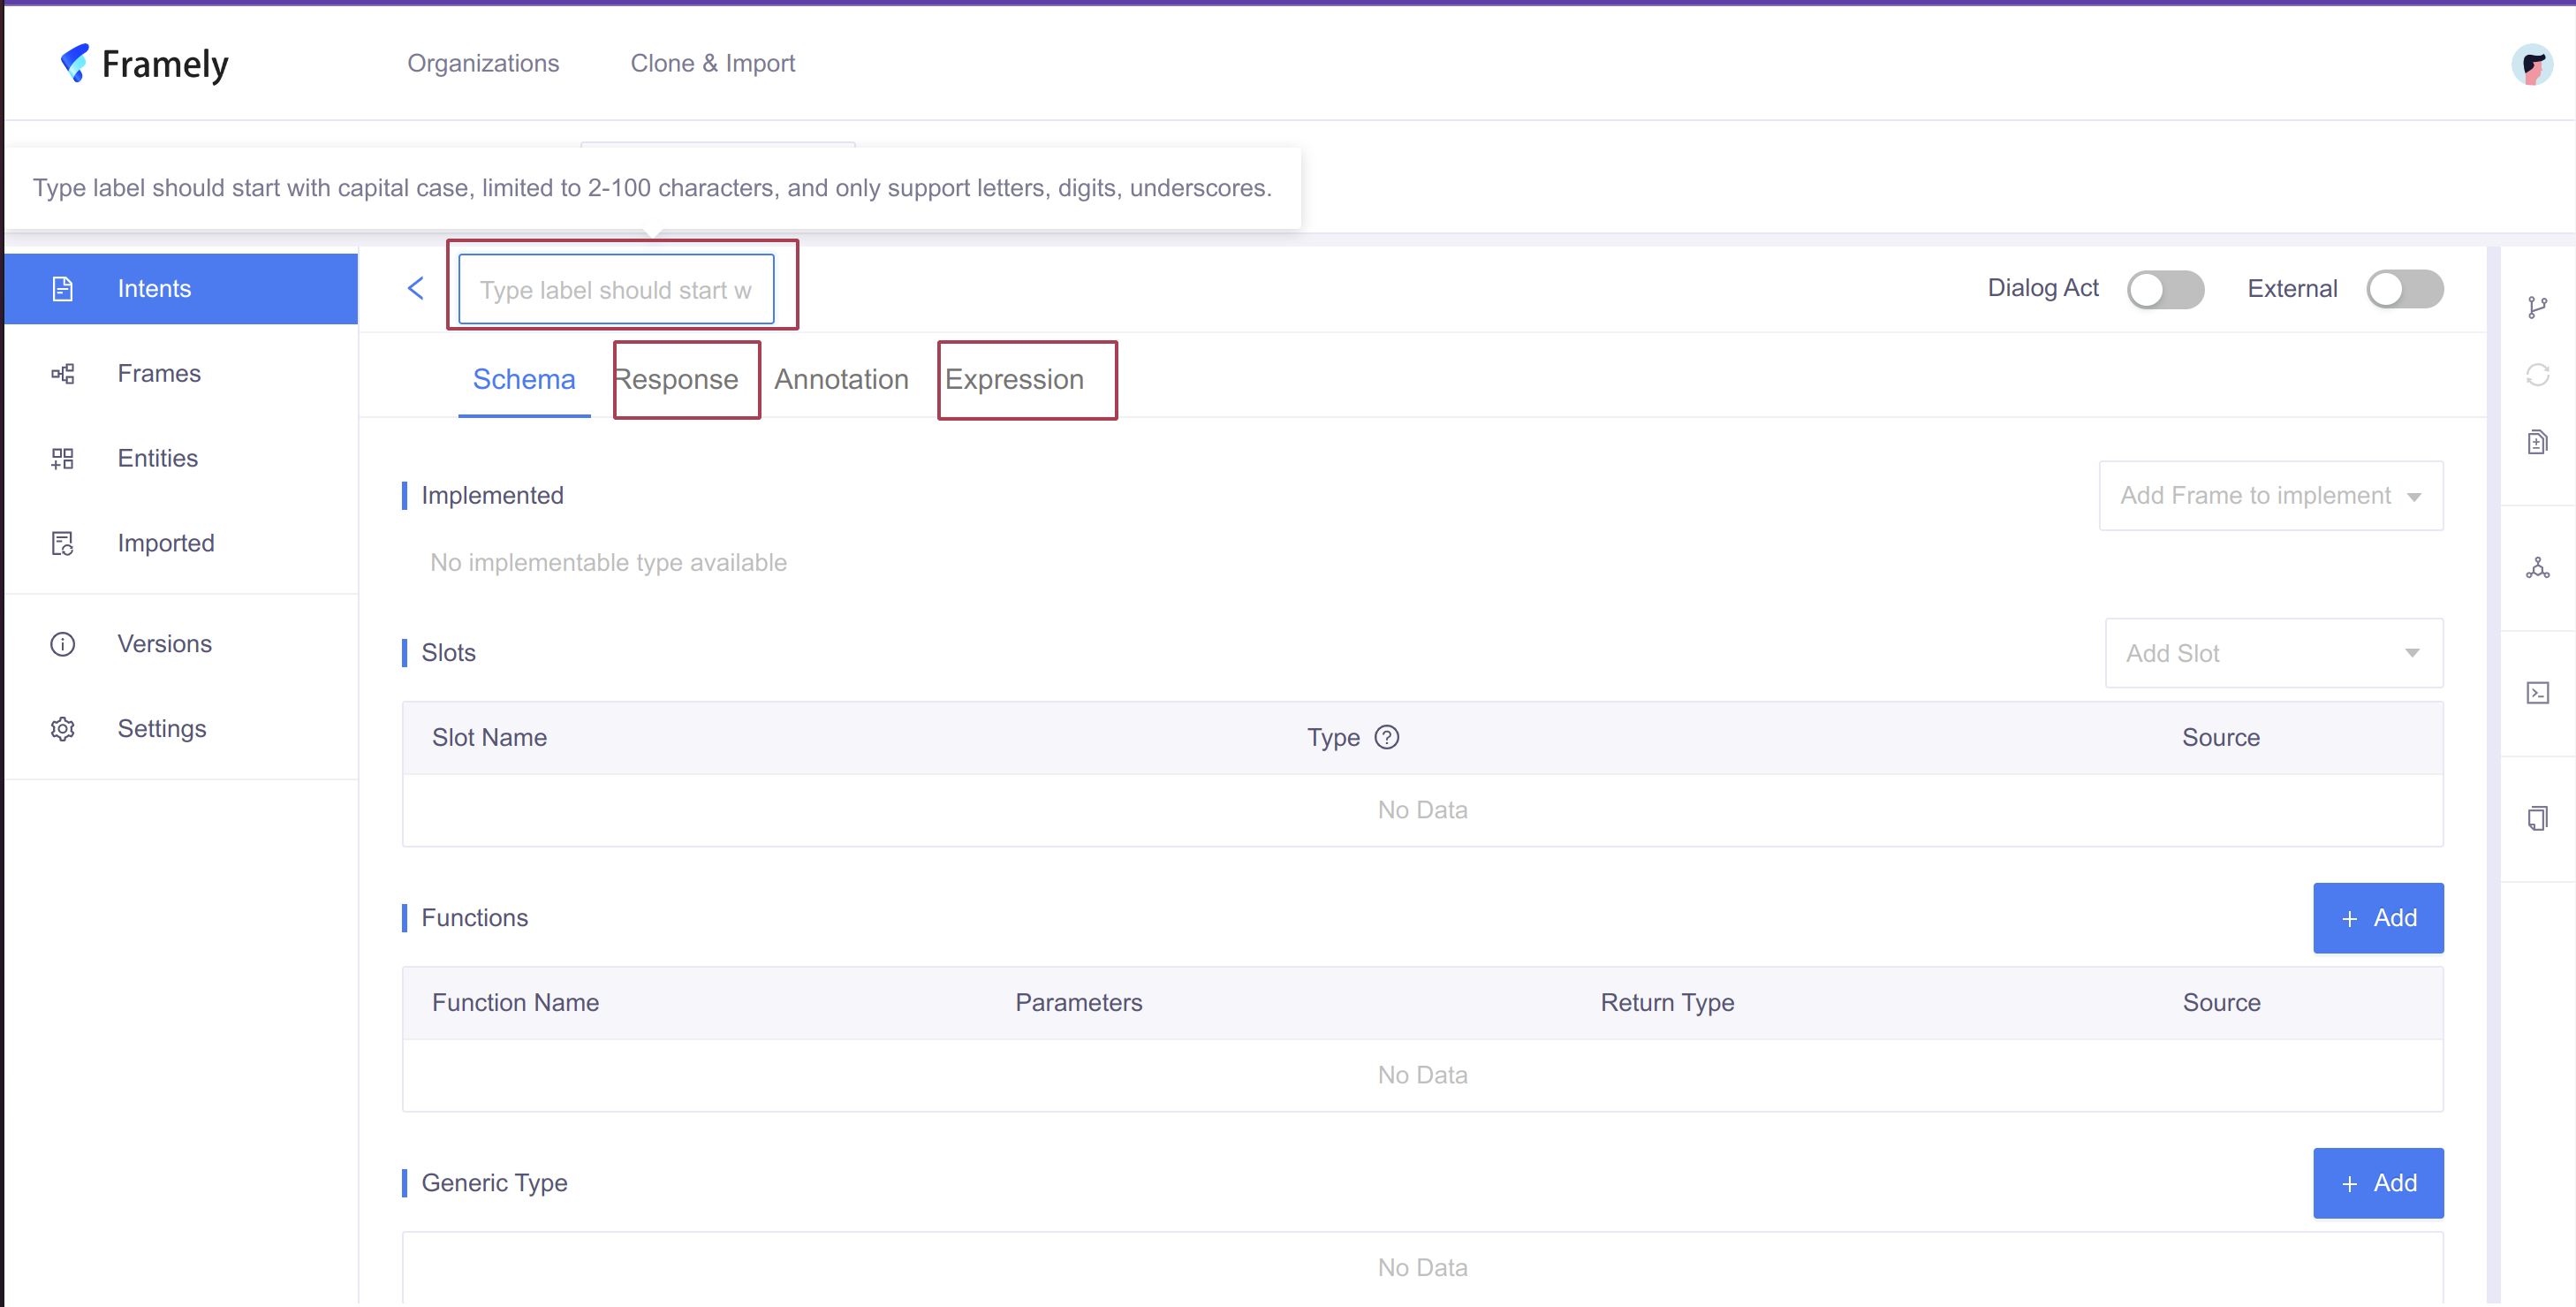 Framely
Organizations
Clone & Import
Type label should start with capital case, limited to 2-100 characters, and only support letters, digits, underscores.
Intents
Type label should start w
Dialog Act
External
Frames
Schema
Response
Annotation
Expression
Entities
Implemented
Add Frame to implement
Imported
No implementable type available
Versions
Slots
Add Slot
Settings
Slot Name
Type
?
Source
No Data
Functions
+ Add
Function Name
Parameters
Return Type
Source
No Data
Generic Type
+ Add
No Data